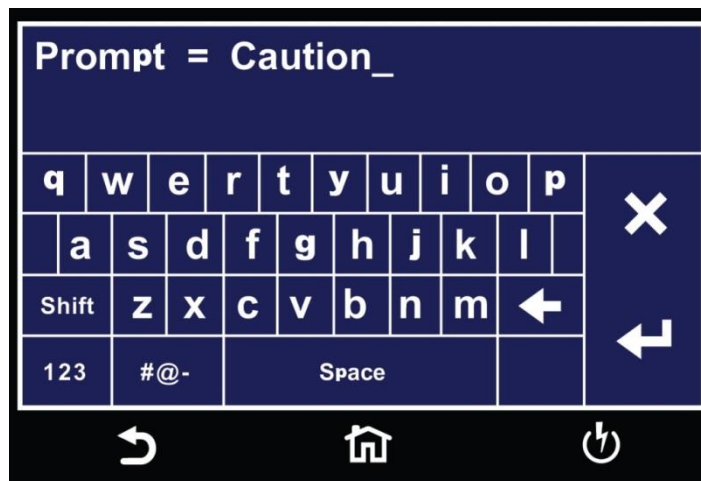 Prompt = Caution_
q w e r t y u i o p
a s d f g h j k l
Shift z x c v b n m
123 #@- Space